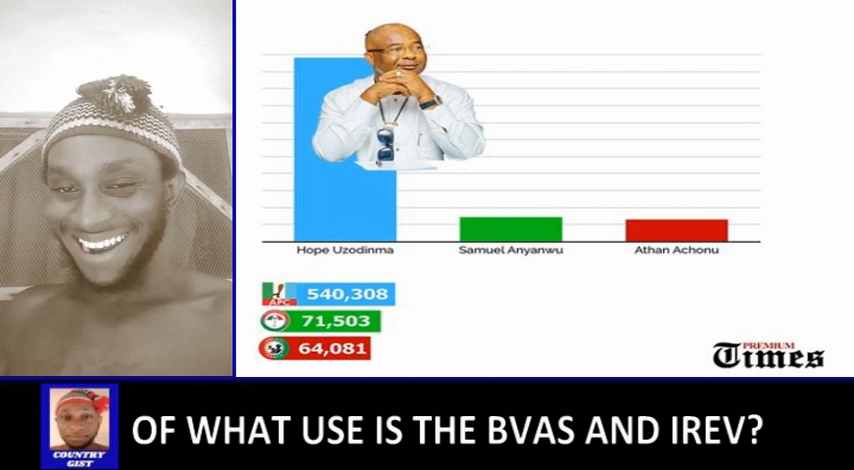 Hope Uzodinma
Samuel Anyanwu
Athan Achonu
APC
540,308
71,503
64,081
PREMIUM
Times
COUNTRY
GIST
OF WHAT USE IS THE BVAS AND IREV?